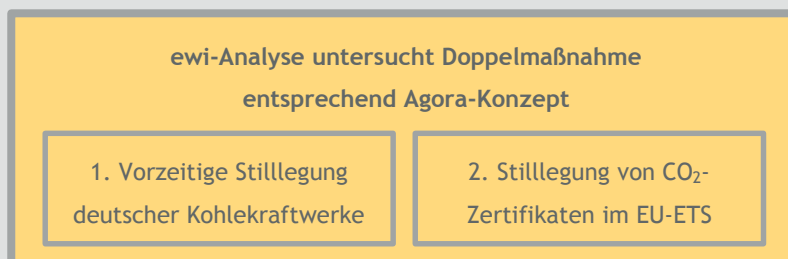 ewi-Analyse untersucht Doppelmaßnahme
entsprechend Agora-Konzept
1. Vorzeitige Stilllegung
deutscher Kohlekraftwerke
2. Stilllegung von CO₂-
Zertifikaten im EU-ETS